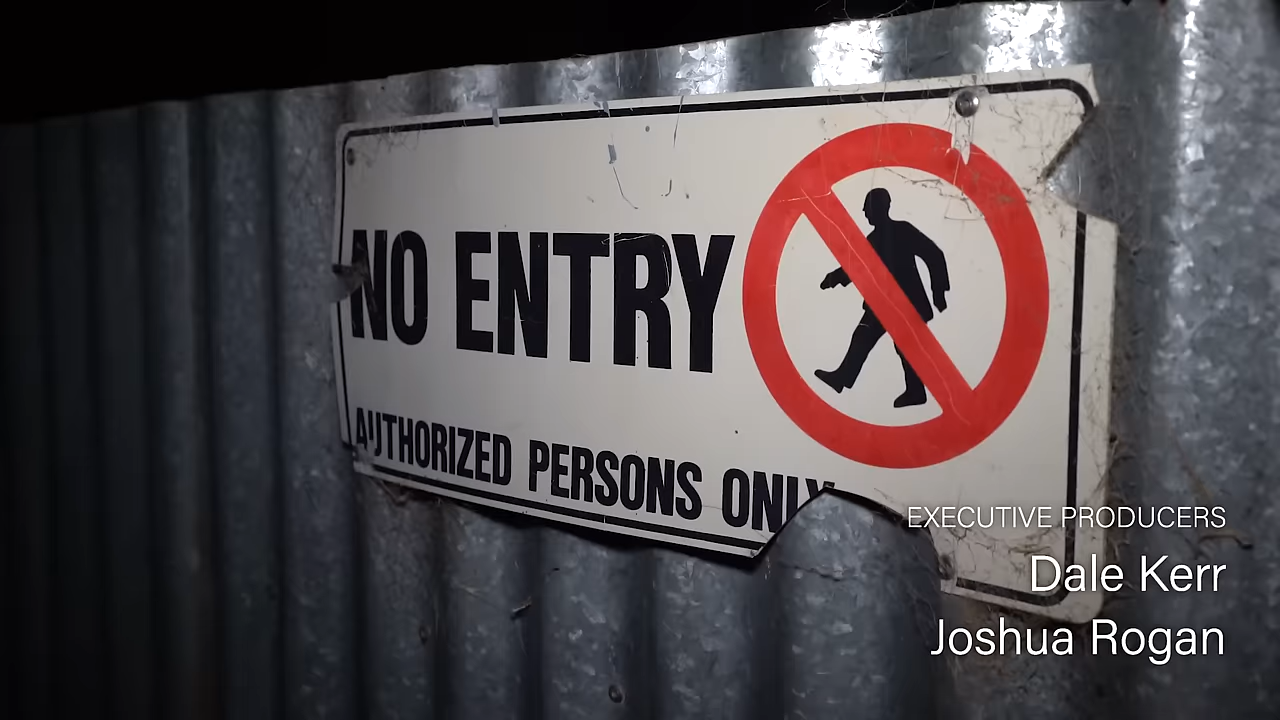 NO ENTRY
AUTHORIZED PERSONS ONLY
EXECUTIVE PRODUCERS
Dale Kerr
Joshua Rogan